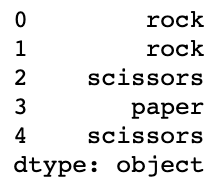 0         rock
1         rock
2     scissors
3        paper
4     scissors
dtype: object